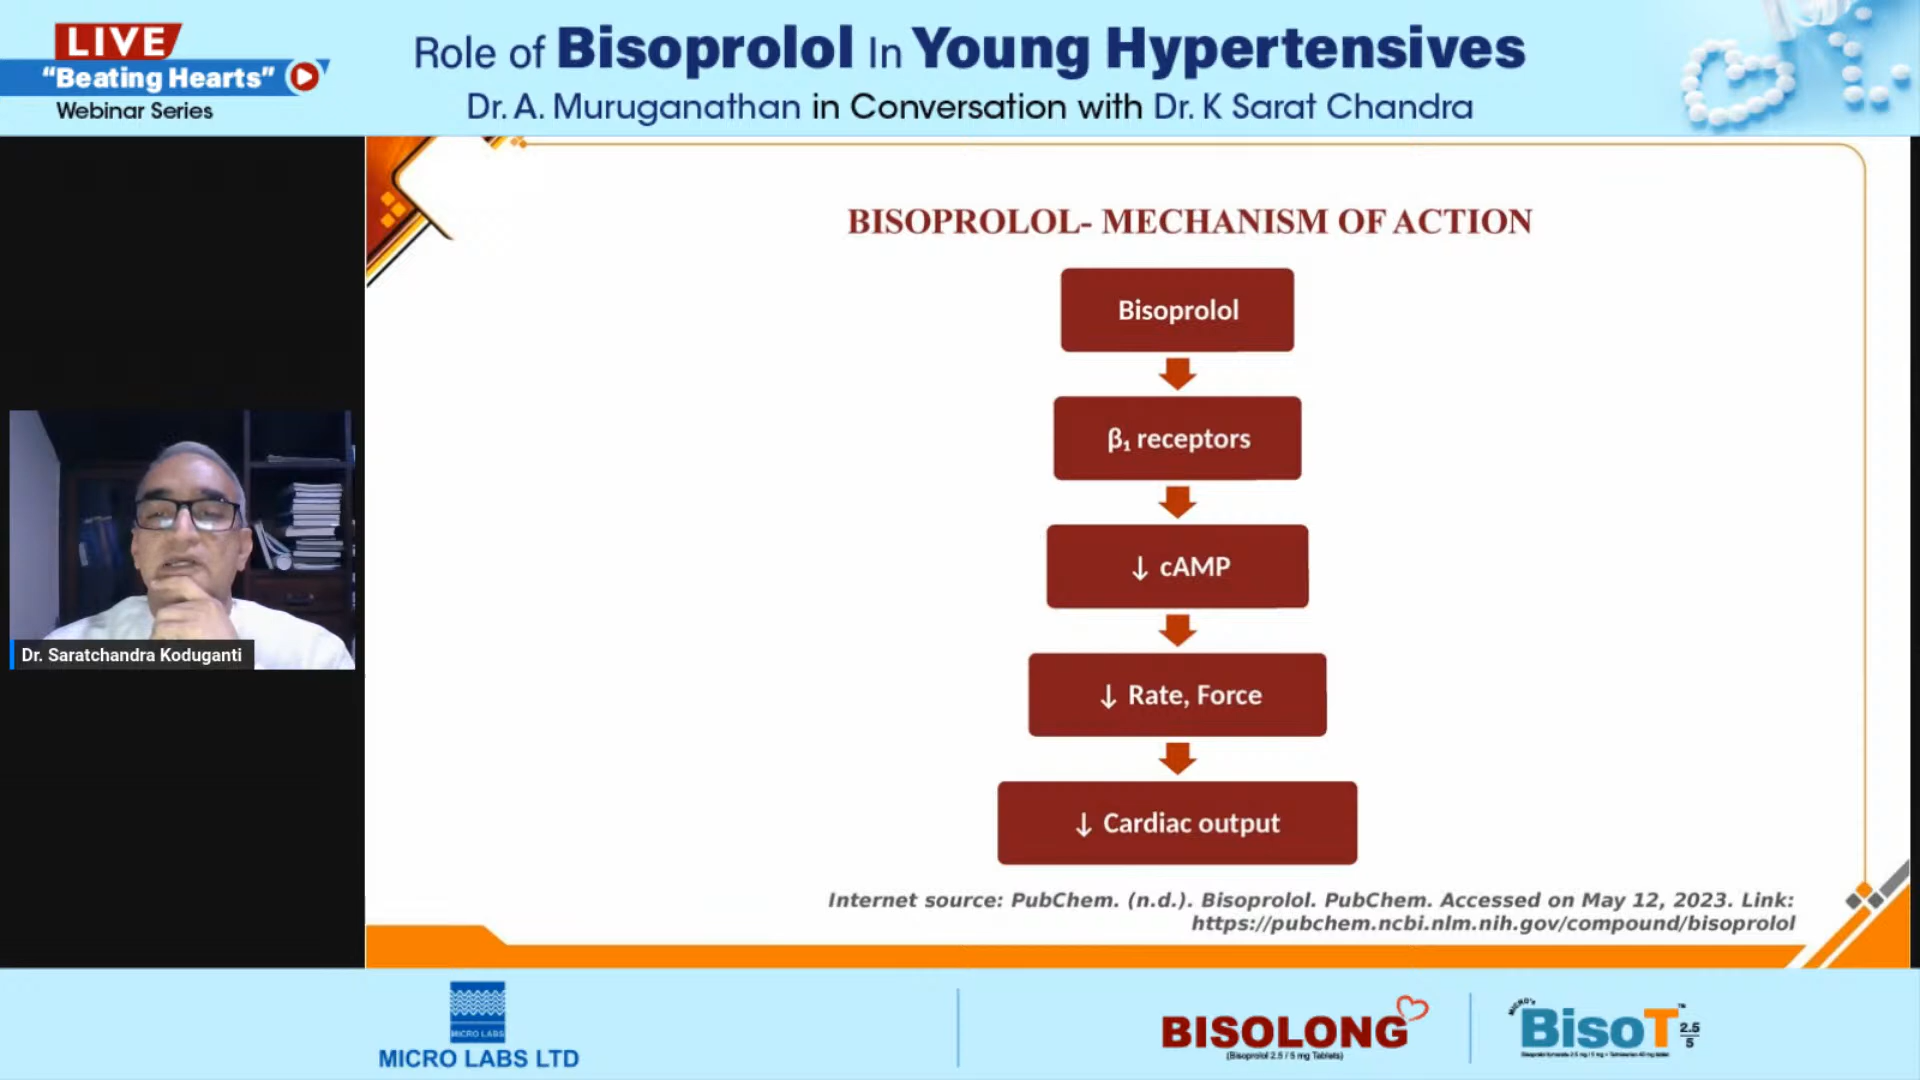 LIVE
"Beating Hearts"
Webinar Series
Role of Bisoprolol In Young Hypertensives
Dr. A. Muruganathan in Conversation with Dr. K Sarat Chandra
BISOPROLOL- MECHANISM OF ACTION
Bisoprolol
β₁ receptors
↓ cAMP
↓ Rate, Force
↓ Cardiac output
Internet source: PubChem. (n.d.). Bisoprolol. PubChem. Accessed on May 12, 2023. Link:
https://pubchem.ncbi.nlm.nih.gov/compound/bisoprolol
Dr. Saratchandra Koduganti
MICRO LABS
MICRO LABS LTD
BISOLONG
(Bisoprolol 2.5 / 5 mg Tablets)
MICRO's
BisoT™ 2.5
5